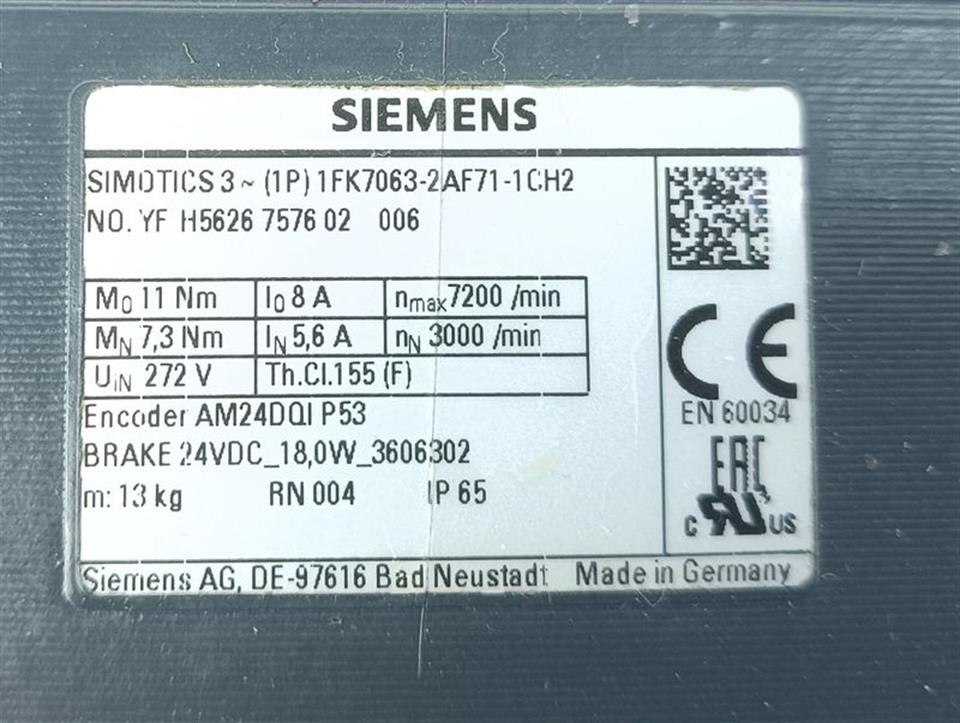 SIEMENS
SIMOTICS 3 ~ (1P) 1FK7063-2AF71-1CH2
NO. YF H5626 7576 02 006
M0 11 Nm I0 8 A nmax 7200 /min
MN 7,3 Nm IN 5,6 A nN 3000 /min
UiN 272 V Th.Cl.155 (F)
Encoder AM24DQI P53
BRAKE 24VDC_18,0W_3606302
m: 13 kg RN 004 IP 65
CE
EN 60034
EAC
c RU US
Siemens AG, DE-97616 Bad Neustadt Made in Germany